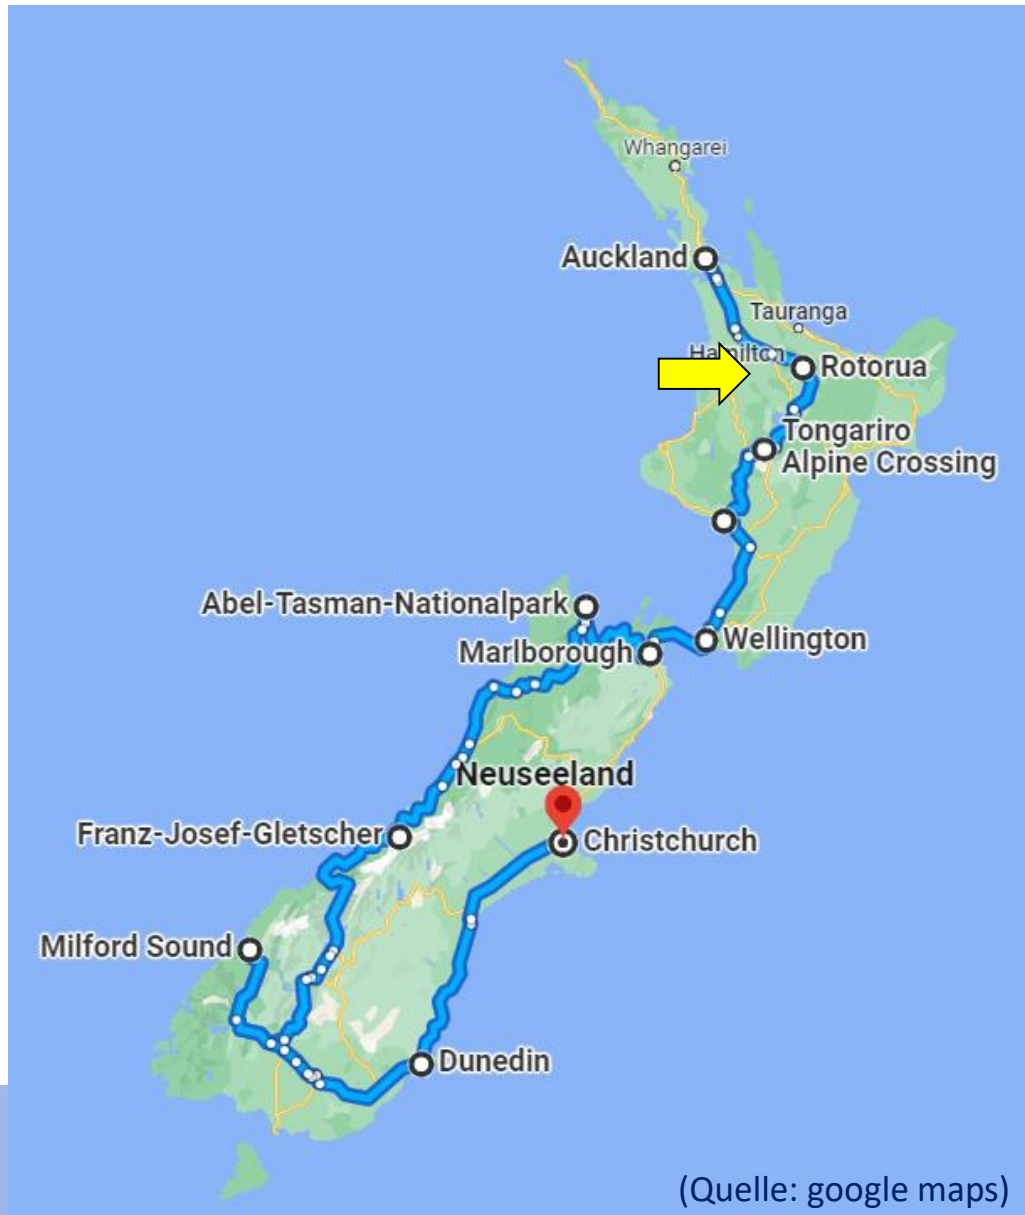 Whangarei
Auckland
Tauranga
Hamilton
Rotorua
Tongariro
Alpine Crossing
Abel-Tasman-Nationalpark
Wellington
Marlborough
Neuseeland
Franz-Josef-Gletscher
Christchurch
Milford Sound
Dunedin
(Quelle: google maps)